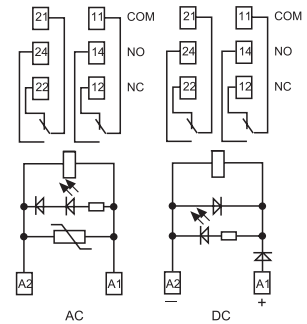 21 11 COM 21 11 COM
24 14 NO 24 14 NO
22 12 NC 22 12 NC
A2 A1 A2 A1
— +
AC DC